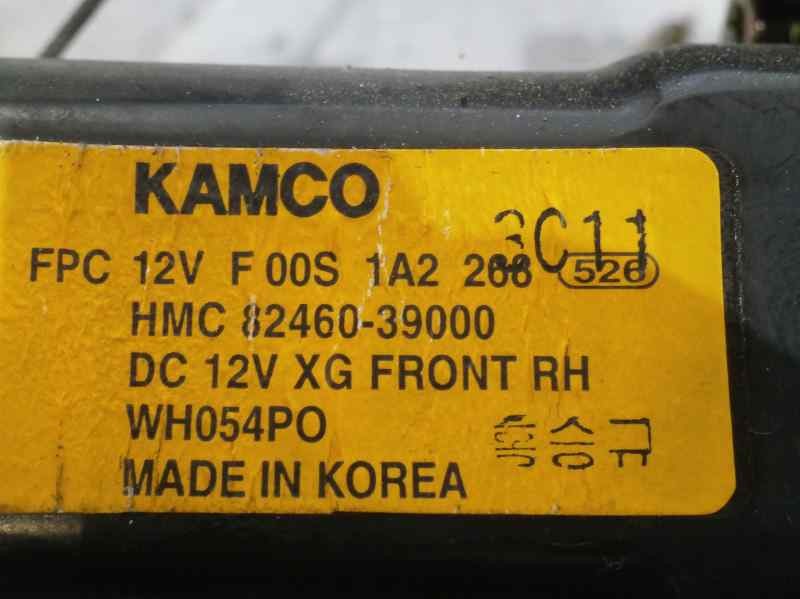 KAMCO
3C11
FPC 12V F 00S 1A2 266 526
HMC 82460-39000
DC 12V XG FRONT RH
WH054PO
MADE IN KOREA